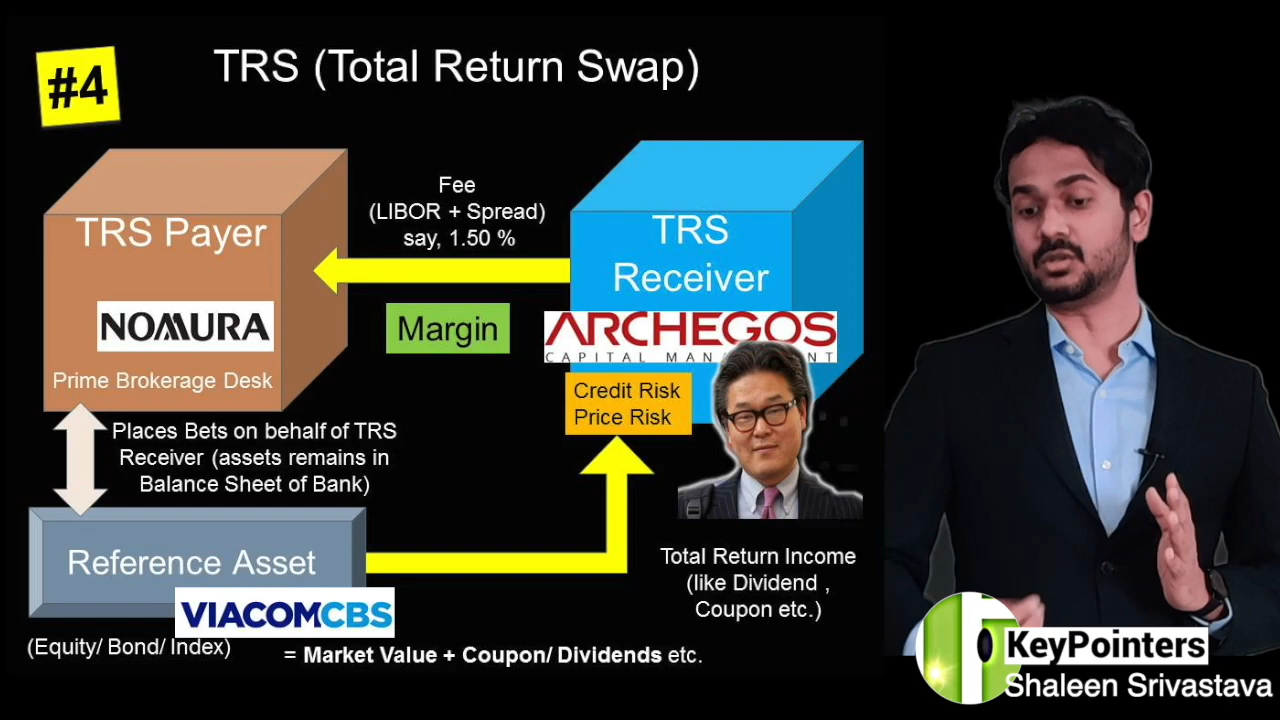 #4
TRS (Total Return Swap)
TRS Payer
NOMURA
Prime Brokerage Desk
Fee
(LIBOR + Spread)
say, 1.50 %
Margin
TRS
Receiver
ARCHEGOS
CAPITAL MANAGEMENT
Credit Risk
Price Risk
Places Bets on behalf of TRS
Receiver (assets remains in
Balance Sheet of Bank)
Reference Asset
VIACOMCBS
(Equity/ Bond/ Index)
= Market Value + Coupon/ Dividends etc.
Total Return Income
(like Dividend ,
Coupon etc.)
KeyPointers
Shaleen Srivastava